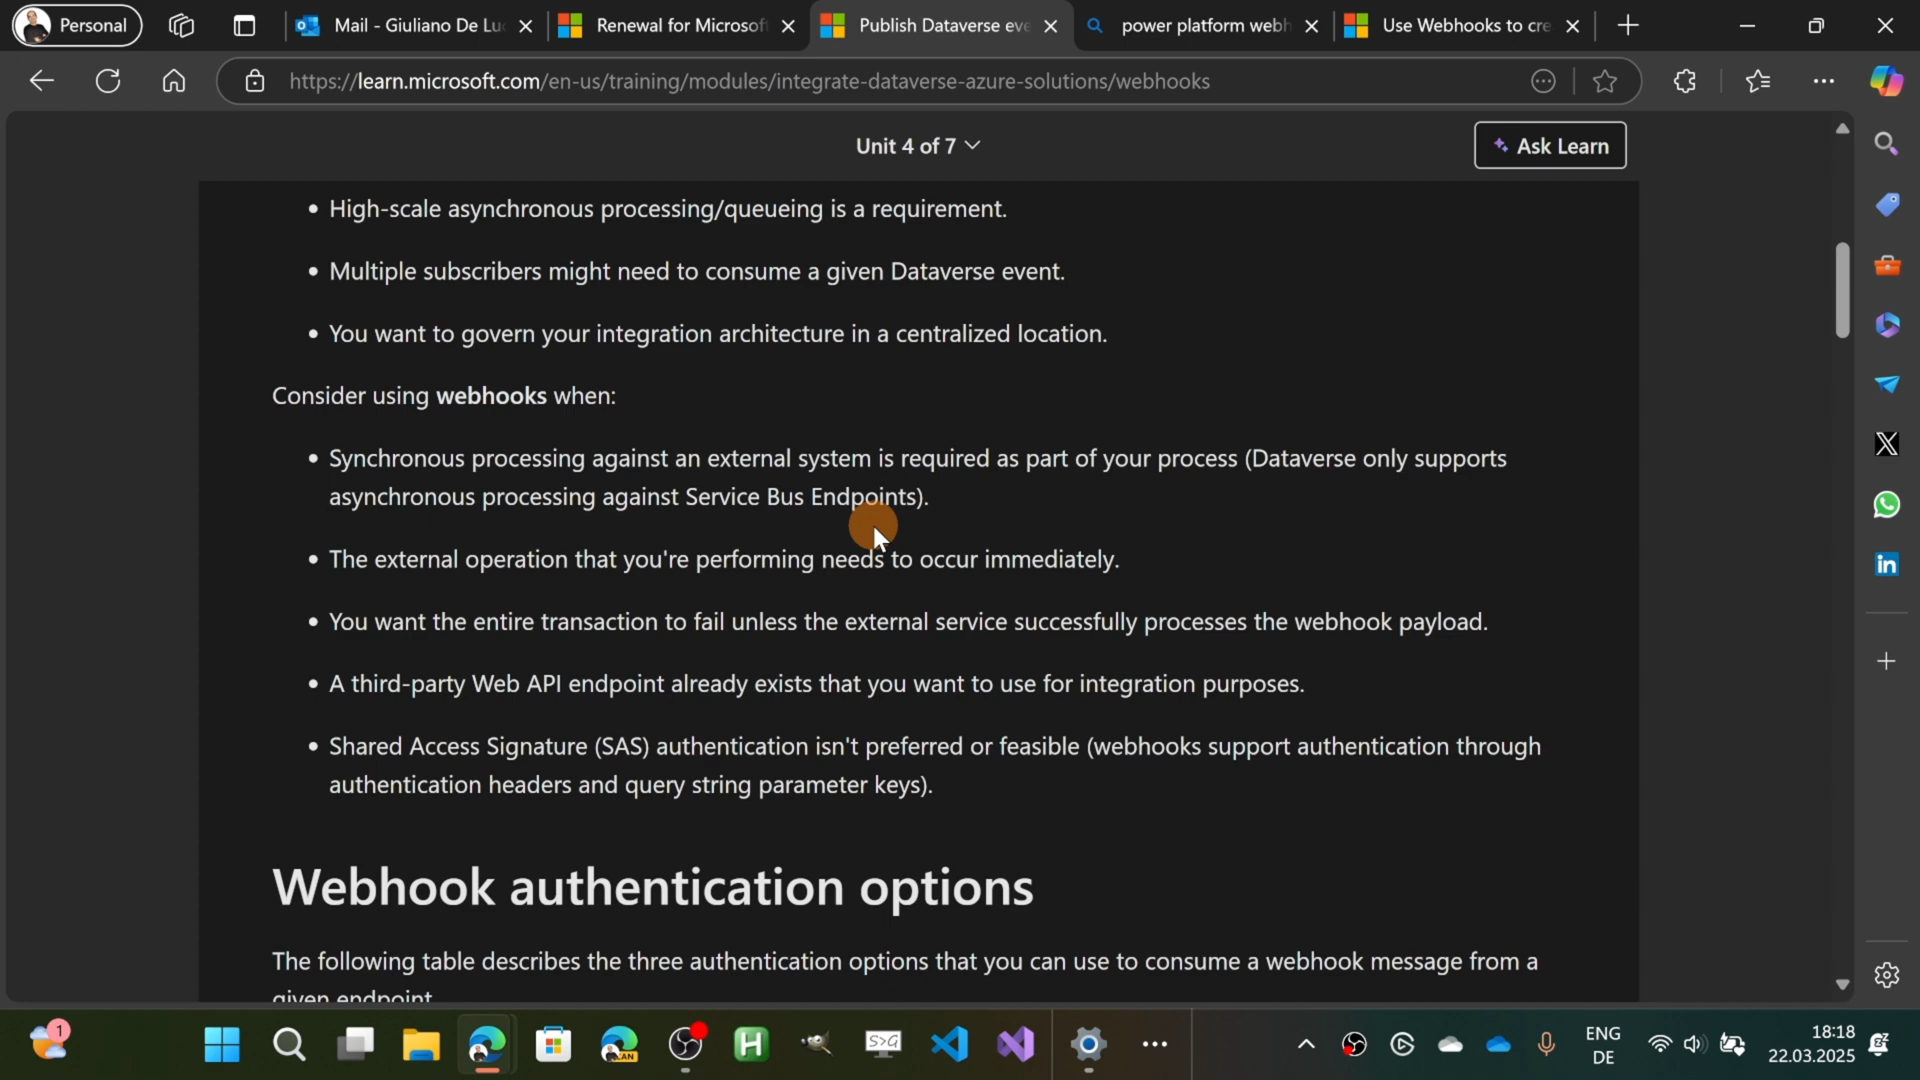 Personal
Mail - Giuliano De Lu
Renewal for Microsof
Publish Dataverse eve
power platform webh
Use Webhooks to cre
https://learn.microsoft.com/en-us/training/modules/integrate-dataverse-azure-solutions/webhooks
Unit 4 of 7
Ask Learn
• High-scale asynchronous processing/queueing is a requirement.
• Multiple subscribers might need to consume a given Dataverse event.
• You want to govern your integration architecture in a centralized location.
Consider using webhooks when:
• Synchronous processing against an external system is required as part of your process (Dataverse only supports
asynchronous processing against Service Bus Endpoints).
• The external operation that you're performing needs to occur immediately.
• You want the entire transaction to fail unless the external service successfully processes the webhook payload.
• A third-party Web API endpoint already exists that you want to use for integration purposes.
• Shared Access Signature (SAS) authentication isn't preferred or feasible (webhooks support authentication through
authentication headers and query string parameter keys).
Webhook authentication options
The following table describes the three authentication options that you can use to consume a webhook message from a
given endpoint
1
CAN
H
S>G
ENG
DE
18:18
22.03.2025